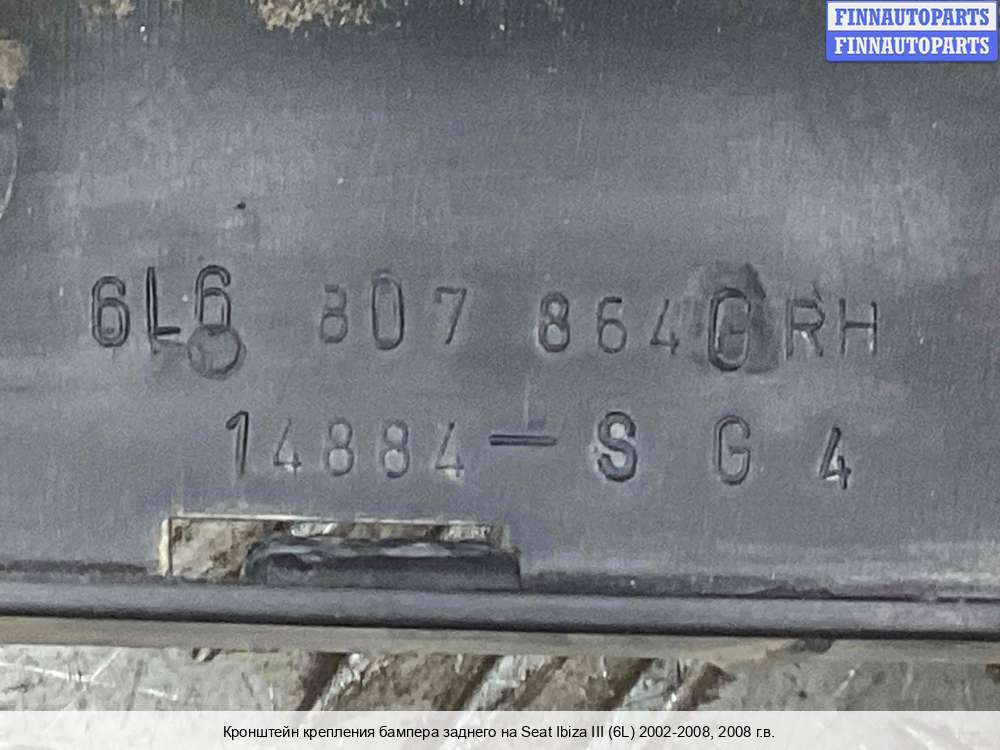 FINNAUTOPARTS
FINNAUTOPARTS
6L6 807 864 G RH
14884-S G 4
Кронштейн крепления бампера заднего на Seat Ibiza III (6L) 2002-2008, 2008 г.в.